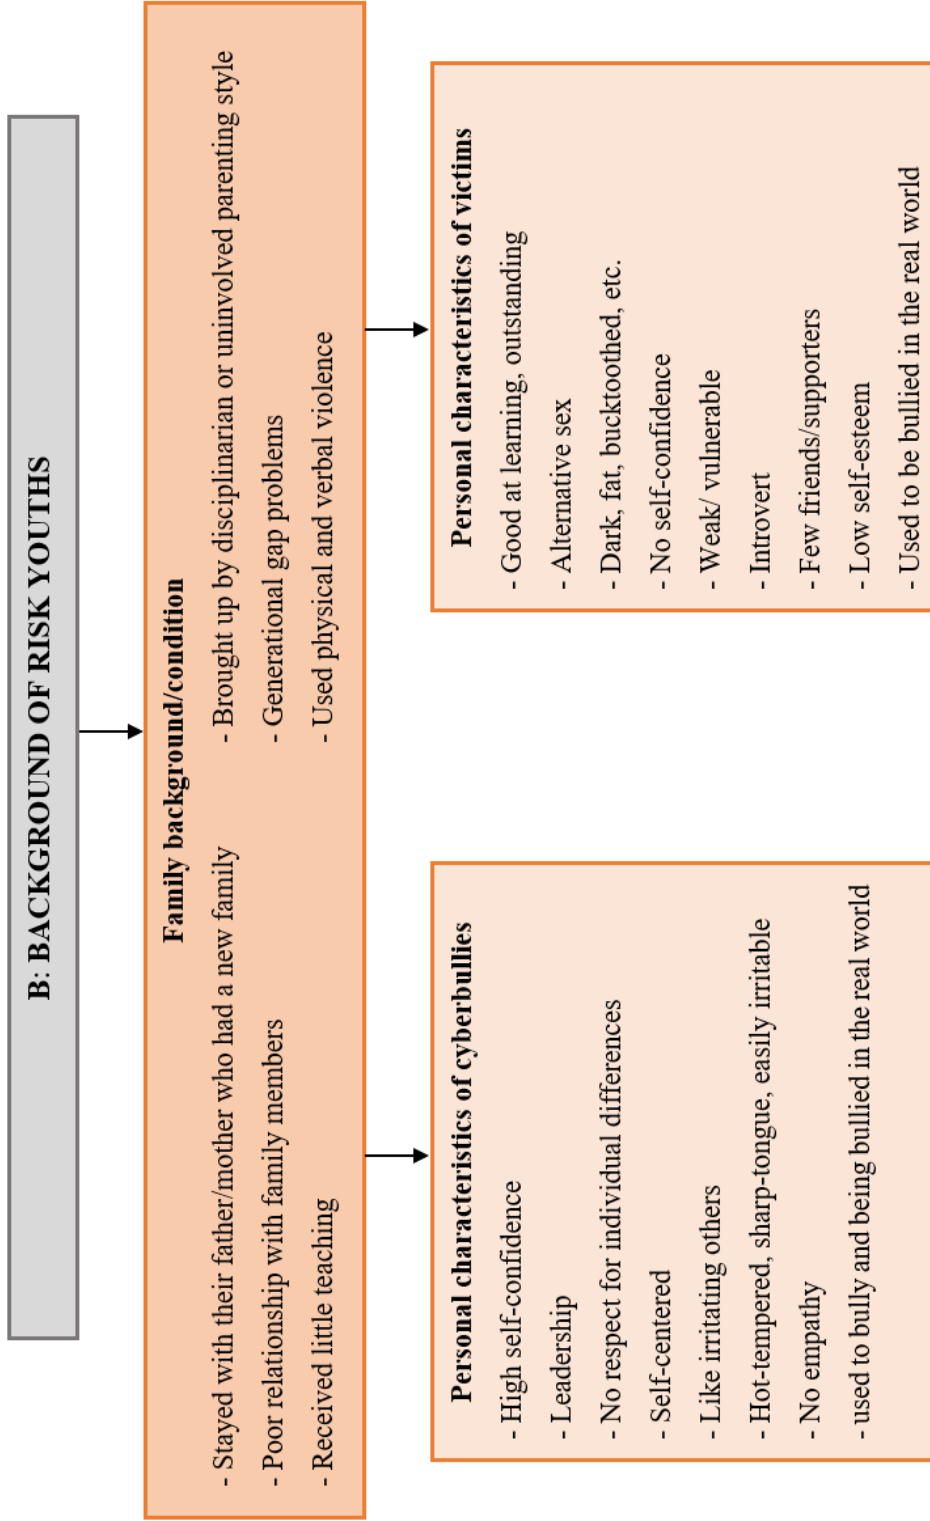 B: BACKGROUND OF RISK YOUTHS
Family background/condition
- Stayed with their father/mother who had a new family
- Poor relationship with family members
- Received little teaching
- Brought up by disciplinarian or uninvolved parenting style
- Generational gap problems
- Used physical and verbal violence
Personal characteristics of cyberbullies
- High self-confidence
- Leadership
- No respect for individual differences
- Self-centered
- Like irritating others
- Hot-tempered, sharp-tongue, easily irritable
- No empathy
- used to bully and being bullied in the real world
Personal characteristics of victims
- Good at learning, outstanding
- Alternative sex
- Dark, fat, bucktoothed, etc.
- No self-confidence
- Weak/ vulnerable
- Introvert
- Few friends/supporters
- Low self-esteem
- Used to be bullied in the real world